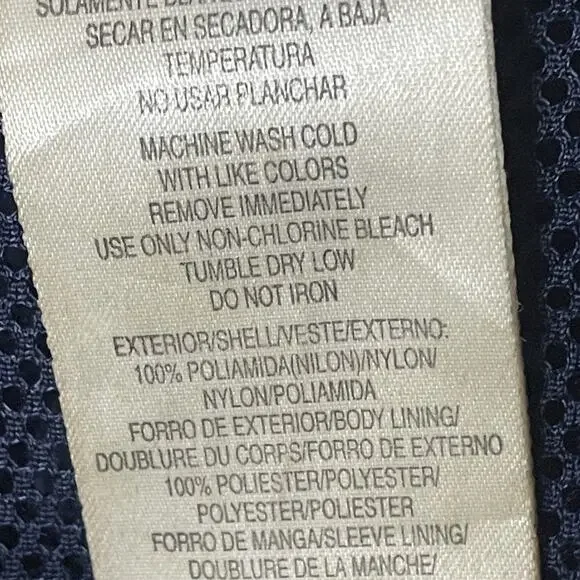 SOLAMENTE
SECAR EN SECADORA, A BAJA
TEMPERATURA
NO USAR PLANCHAR
MACHINE WASH COLD
WITH LIKE COLORS
REMOVE IMMEDIATELY
USE ONLY NON-CHLORINE BLEACH
TUMBLE DRY LOW
DO NOT IRON
EXTERIOR/SHELL/VESTE/EXTERNO:
100% POLIAMIDA(NILON)/NYLON/
NYLON/POLIAMIDA
FORRO DE EXTERIOR/BODY LINING/
DOUBLURE DU CORPS/FORRO DE EXTERNO
100% POLIESTER/POLYESTER/
POLYESTER/POLIESTER
FORRO DE MANGA/SLEEVE LINING/
DOUBLURE DE LA MANCHE/